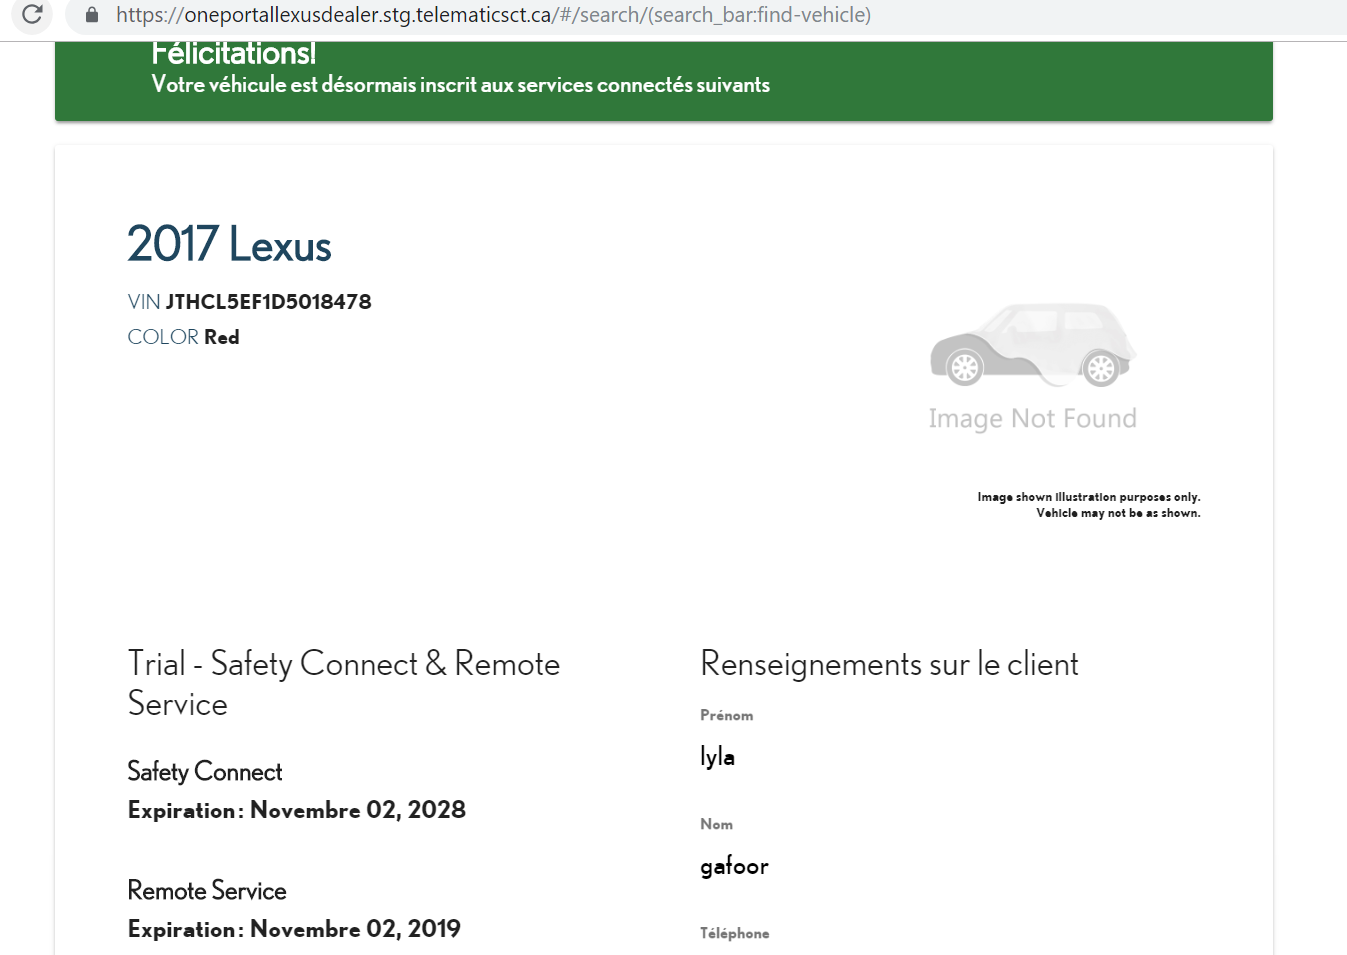 https://oneportallexusdealer.stg.telematicsct.ca/#/search/(search_bar:find-vehicle)
Félicitations!
Votre véhicule est désormais inscrit aux services connectés suivants
2017 Lexus
VIN JTHCL5EF1D5018478
COLOR Red
Image Not Found
Image shown illustration purposes only.
Vehicle may not be as shown.
Trial - Safety Connect & Remote
Service
Safety Connect
Expiration : Novembre 02, 2028
Remote Service
Expiration : Novembre 02, 2019
Renseignements sur le client
Prénom
lyla
Nom
gafoor
Téléphone